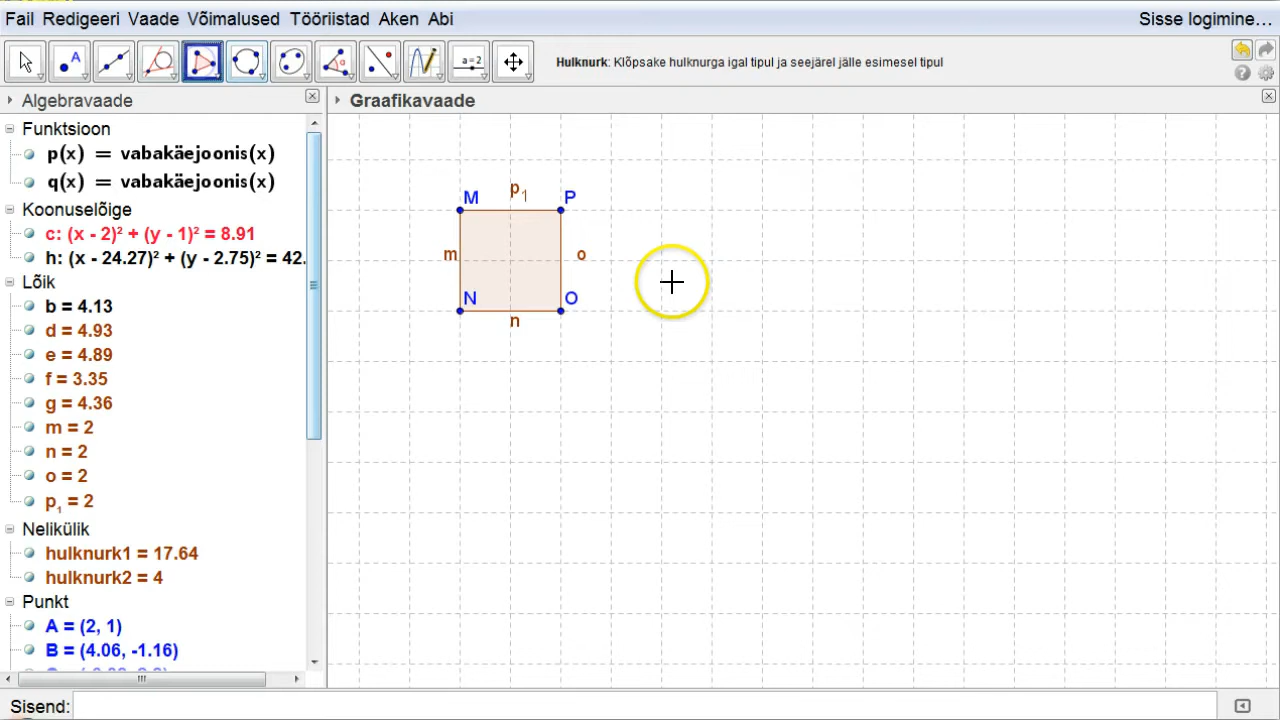 Fail Redigeeri Vaade Võimalused Tööriistad Aken Abi Sisse logimine...
A a=2 Hulknurk: Klõpsake hulknurga igal tipul ja seejärel jälle esimesel tipul
Algebravaade Graafikavaade
Funktsioon
p(x) = vabakäejoonis(x)
q(x) = vabakäejoonis(x)
Koonuselõige
c: (x - 2)² + (y - 1)² = 8.91
h: (x - 24.27)² + (y - 2.75)² = 42.
Lõik
b = 4.13
d = 4.93
e = 4.89
f = 3.35
g = 4.36
m = 2
n = 2
o = 2
p₁ = 2
Nelikülik
hulknurk1 = 17.64
hulknurk2 = 4
Punkt
A = (2, 1)
B = (4.06, -1.16)
M p₁ P
m o
N O
n
Sisend: